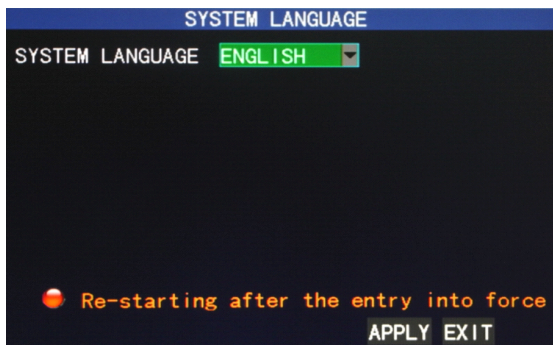 SYSTEM LANGUAGE
SYSTEM LANGUAGE ENGLISH
Re-starting after the entry into force
APPLY EXIT